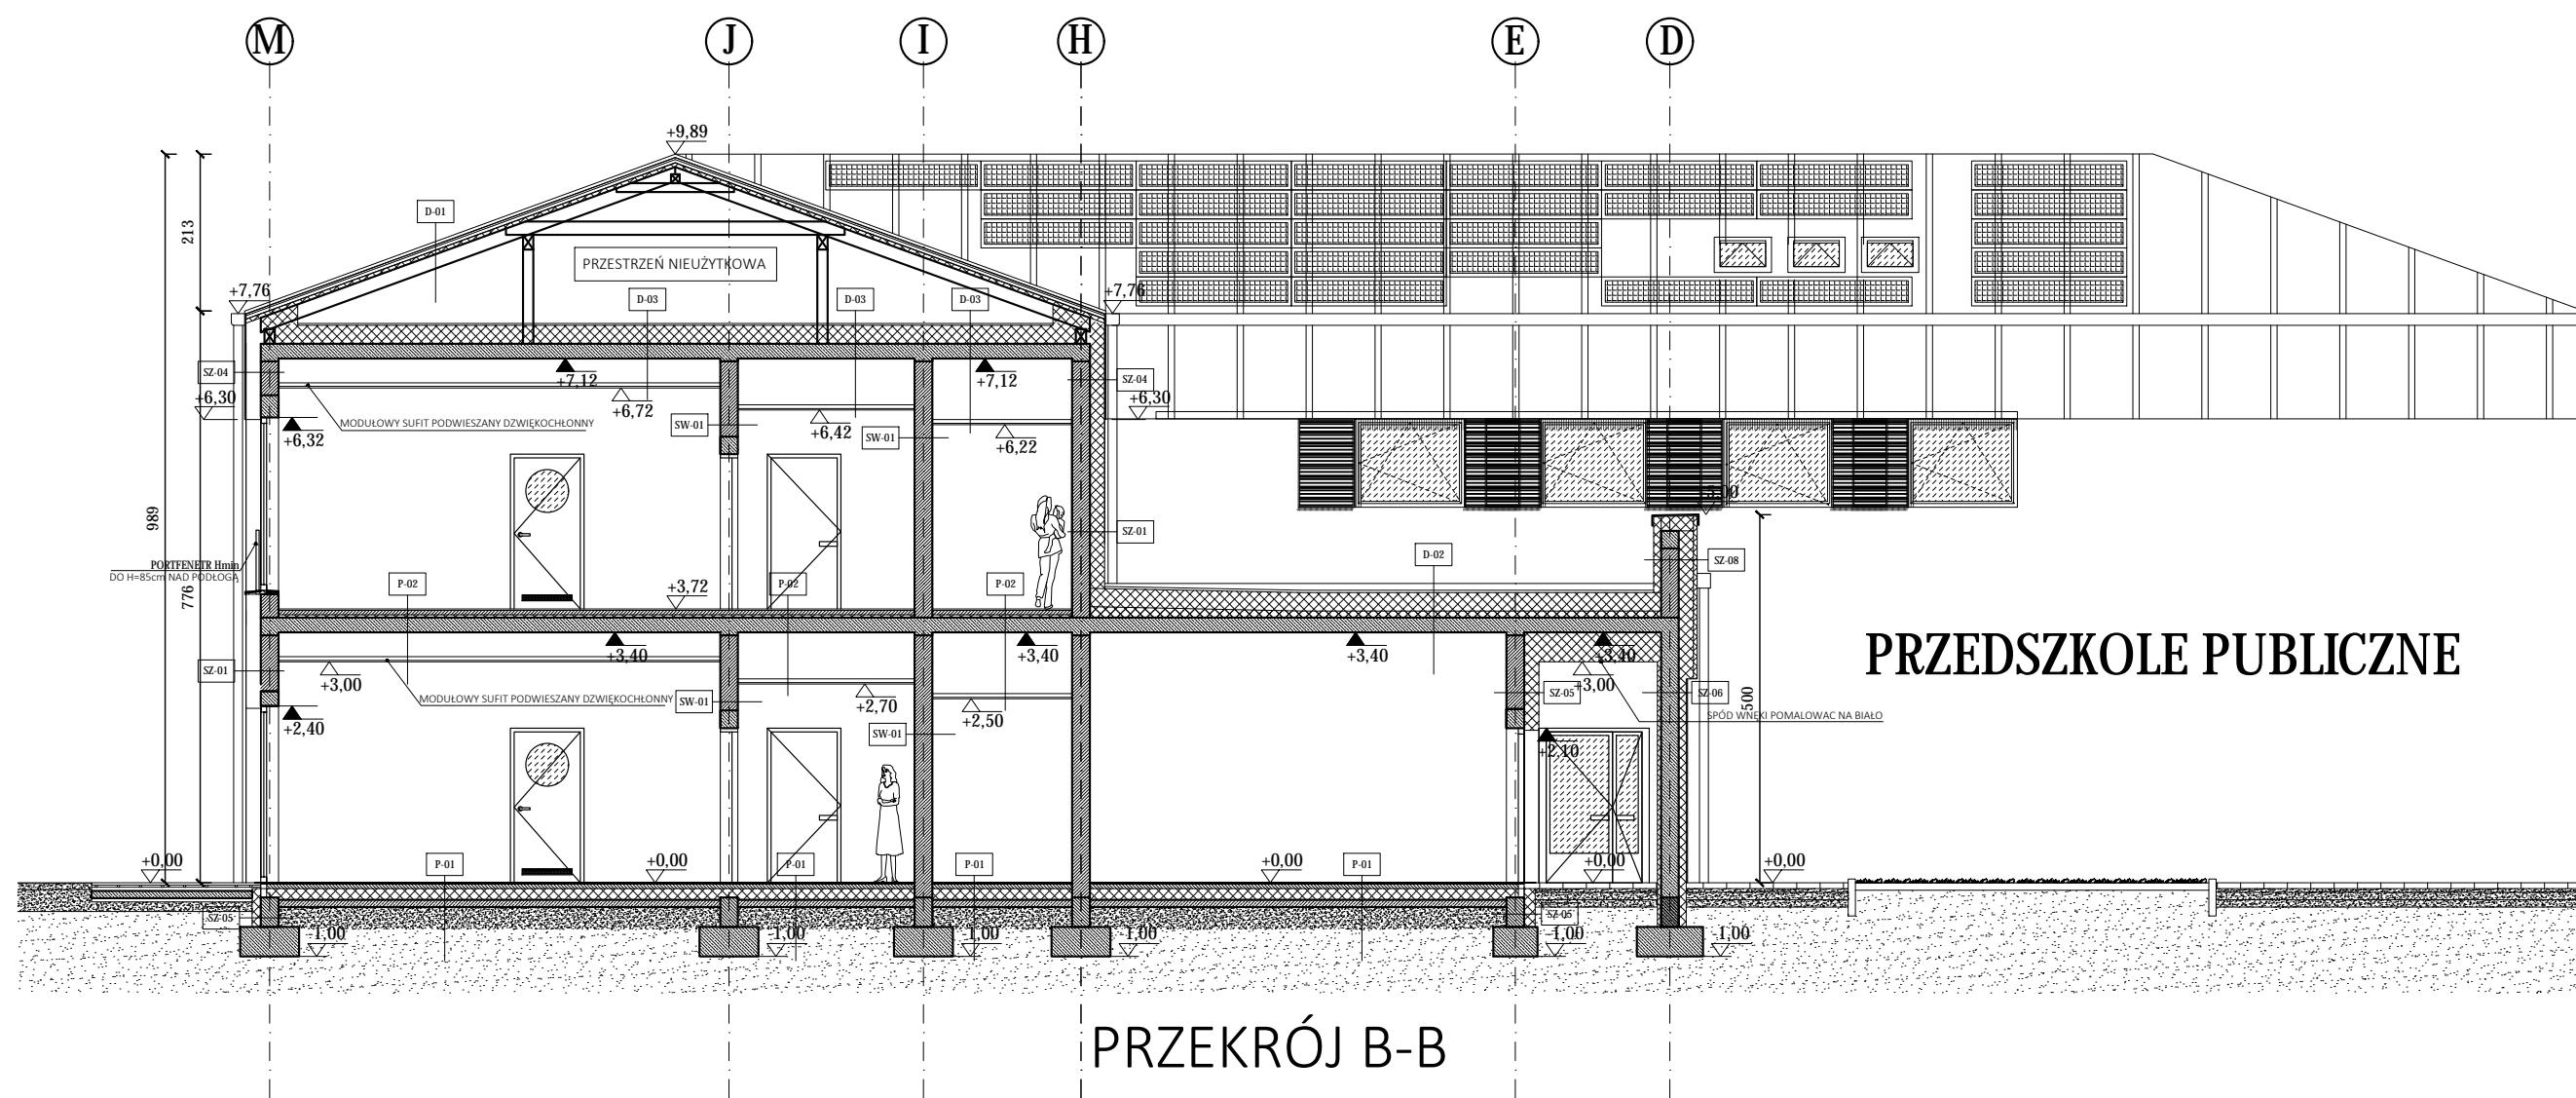 M J I H E D
+9,89
D-01
213
PRZESTRZEŃ NIEUŻYTKOWA
+7,76
+7,76
D-03 D-03 D-03
SZ-04
+7,12
+7,12
SZ-04
+6,30
+6,72
+6,30
MODUŁOWY SUFIT PODWIESZANY DZWIĘKOCHŁONNY
SW-01
+6,42
SW-01
+6,32
+6,22
989
+5,00
SZ-01
D-02
SZ-08
PORTFENETR Hmin
DO H=85cm NAD PODŁOGĄ
776
P-02
+3,72
P-02
P-02
SZ-01
+3,40
+3,40
+3,40
+3,40
PRZEDSZKOLE PUBLICZNE
+3,00
MODUŁOWY SUFIT PODWIESZANY DZWIĘKOCHŁONNY
SW-01
+2,70
SZ-05
+3,00
SZ-06
500
+2,40
+2,50
SPÓD WNĘKI POMALOWAC NA BIAŁO
SW-01
+2,10
+0,00
P-01
+0,00
P-01
P-01
+0,00
P-01
+0,00
+0,00
SZ-05
SZ-05
-1,00
-1,00
-1,00
-1,00
-1,00
-1,00
PRZEKRÓJ B-B